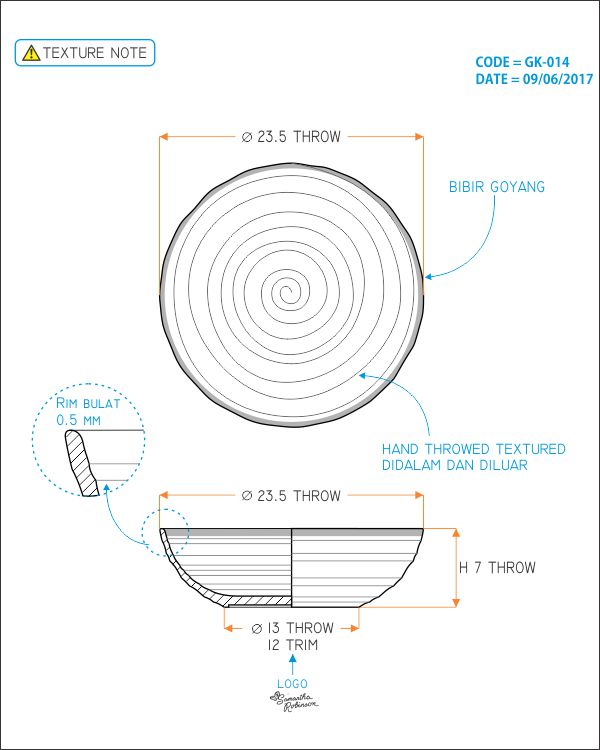 TEXTURE NOTE
CODE = GK-014
DATE = 09/06/2017
Ø 23.5 THROW
BIBIR GOYANG
RIM BULAT
0.5 MM
HAND THROWED TEXTURED
DIDALAM DAN DILUAR
Ø 23.5 THROW
H 7 THROW
Ø 13 THROW
12 TRIM
LOGO
Samantha
Robinson